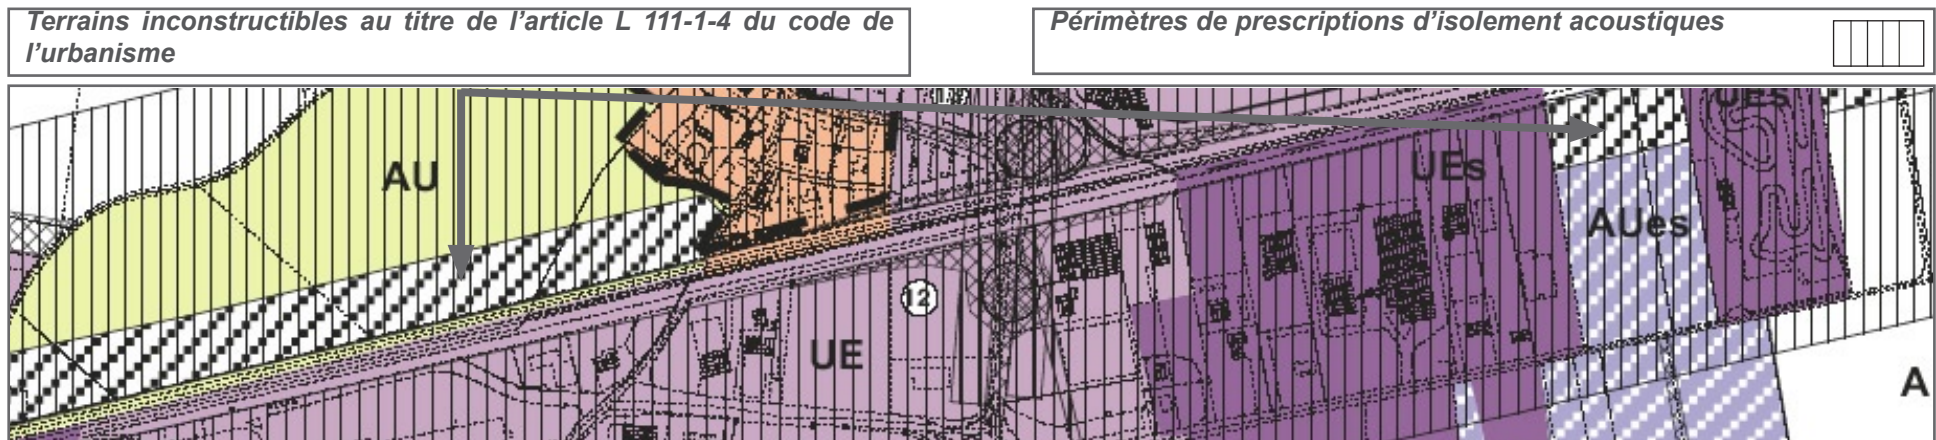 Terrains inconstructibles au titre de l’article L 111-1-4 du code de
l’urbanisme
Périmètres de prescriptions d’isolement acoustiques
UEs
AU
UEs
AUes
12
UE
A